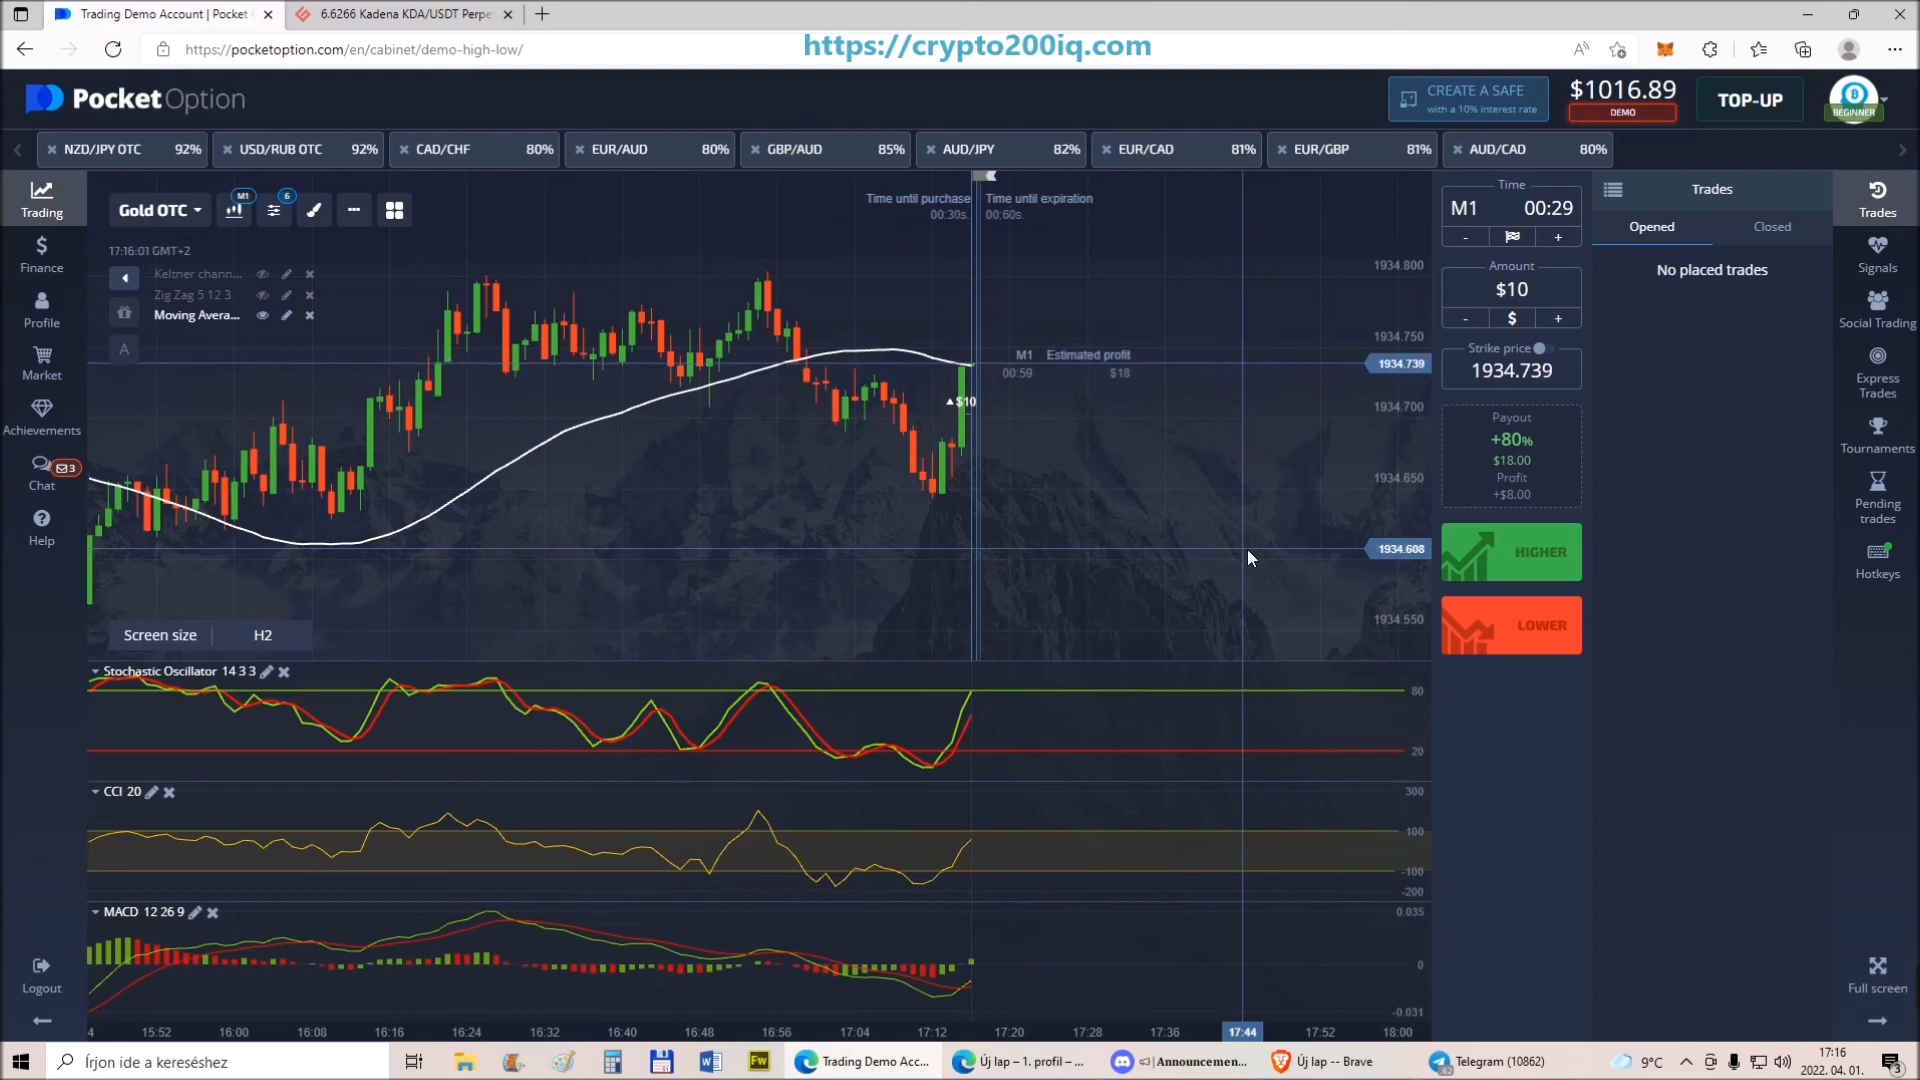 Trading Demo Account | Pocket
6.6266 Kadena KDA/USDT Perpe
https://pocketoption.com/en/cabinet/demo-high-low/
https://crypto200iq.com
PocketOption
CREATE A SAFE
with a 10% interest rate
$1016.89
DEMO
TOP-UP
BEGINNER
NZD/JPY OTC 92%
USD/RUB OTC 92%
CAD/CHF 80%
EUR/AUD 80%
GBP/AUD 85%
AUD/JPY 82%
EUR/CAD 81%
EUR/GBP 81%
AUD/CAD 80%
Trading
Finance
Profile
Market
Achievements
3
Chat
Help
Logout
Gold OTC
M1
6
17:16:01 GMT+2
Keltner chann...
Zig Zag 5 12 3
Moving Avera...
A
Time until purchase
00:30s.
Time until expiration
00:60s.
M1 Estimated profit
00:59 $18
$10
1934.800
1934.750
1934.739
1934.700
1934.650
1934.608
1934.550
Screen size H2
Stochastic Oscillator 14 3 3
80
20
CCI 20
300
100
-100
-200
MACD 12 26 9
0.035
0
-0.031
4 15:52 16:00 16:08 16:16 16:24 16:32 16:40 16:48 16:56 17:04 17:12 17:20 17:28 17:36 17:44 17:52 18:00
Time
M1 00:29
- +
Amount
$10
- $ +
Strike price
1934.739
Payout
+80%
$18.00
Profit
+$8.00
HIGHER
LOWER
Trades
Opened Closed
No placed trades
Trades
Signals
Social Trading
Express
Trades
Tournaments
Pending
trades
Hotkeys
Full screen
Írjon ide a kereséshez
Fw
Trading Demo Acc...
Új lap – 1. profil – ...
Announcemen...
Új lap -- Brave
Telegram (10862)
9°C
17:16
2022. 04. 01.
3